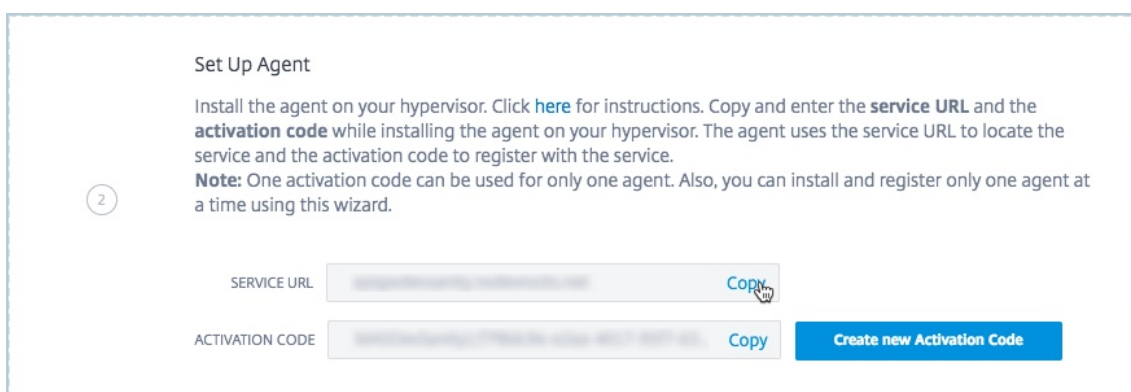 Set Up Agent
Install the agent on your hypervisor. Click here for instructions. Copy and enter the service URL and the
activation code while installing the agent on your hypervisor. The agent uses the service URL to locate the
service and the activation code to register with the service.
Note: One activation code can be used for only one agent. Also, you can install and register only one agent at
a time using this wizard.
2
SERVICE URL Copy
ACTIVATION CODE Copy Create new Activation Code